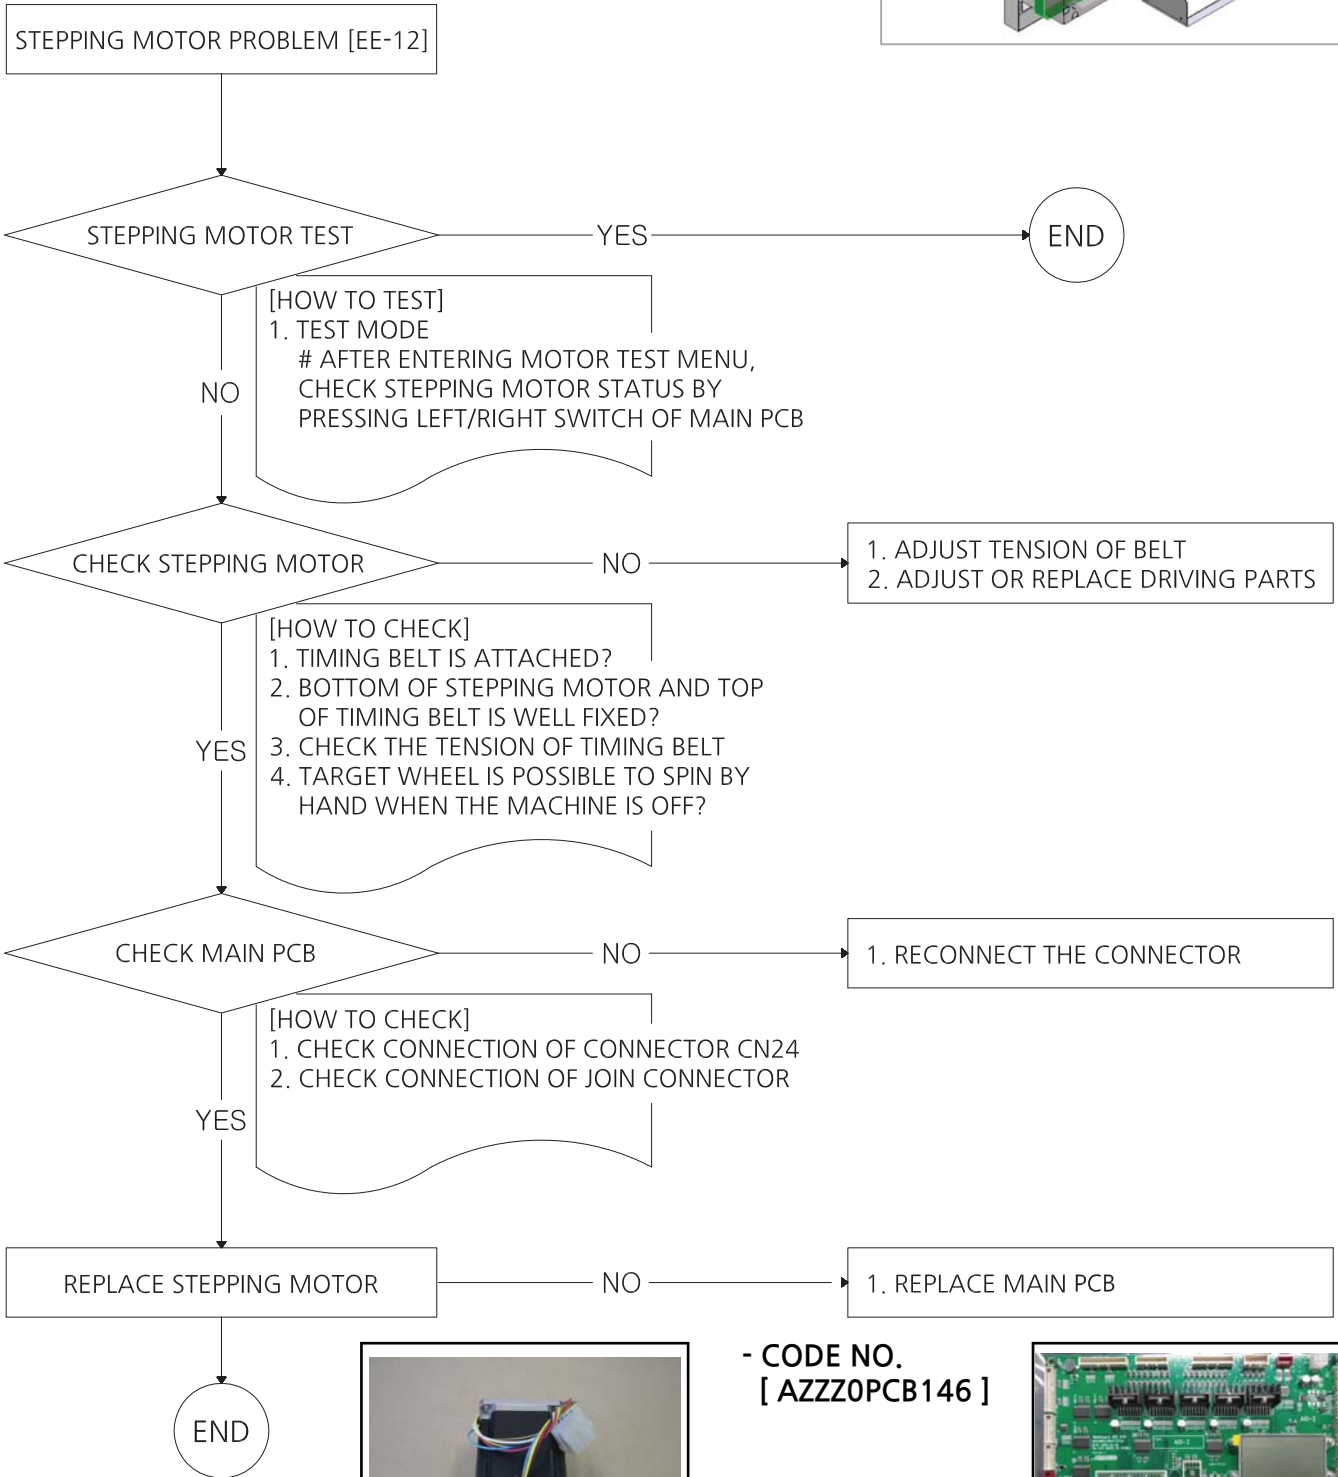 STEPPING MOTOR PROBLEM [EE-12]
STEPPING MOTOR TEST
YES
END
[HOW TO TEST]
1. TEST MODE
# AFTER ENTERING MOTOR TEST MENU,
CHECK STEPPING MOTOR STATUS BY
PRESSING LEFT/RIGHT SWITCH OF MAIN PCB
NO
CHECK STEPPING MOTOR
NO
1. ADJUST TENSION OF BELT
2. ADJUST OR REPLACE DRIVING PARTS
[HOW TO CHECK]
1. TIMING BELT IS ATTACHED?
2. BOTTOM OF STEPPING MOTOR AND TOP
OF TIMING BELT IS WELL FIXED?
3. CHECK THE TENSION OF TIMING BELT
4. TARGET WHEEL IS POSSIBLE TO SPIN BY
HAND WHEN THE MACHINE IS OFF?
YES
CHECK MAIN PCB
NO
1. RECONNECT THE CONNECTOR
[HOW TO CHECK]
1. CHECK CONNECTION OF CONNECTOR CN24
2. CHECK CONNECTION OF JOIN CONNECTOR
YES
REPLACE STEPPING MOTOR
NO
1. REPLACE MAIN PCB
END
- CODE NO.
[ AZZZ0PCB146 ]